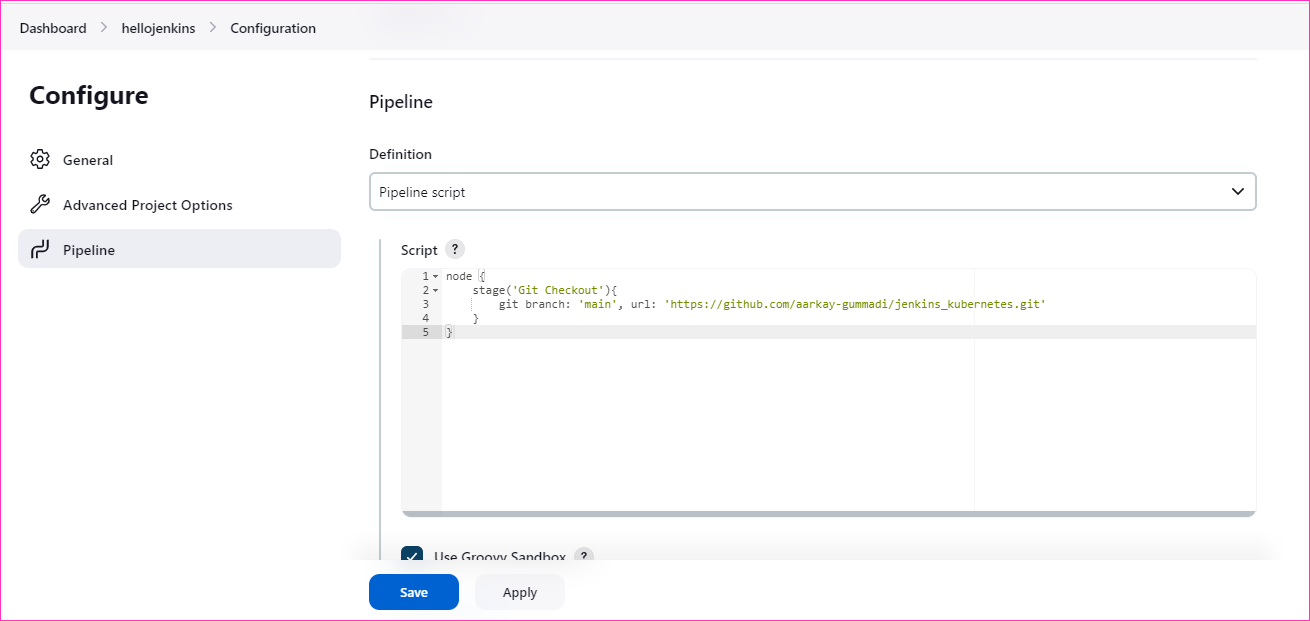 Dashboard > hellojenkins > Configuration
Configure
General
Advanced Project Options
Pipeline
Pipeline
Definition
Pipeline script
Script ?
1 node {
2     stage('Git Checkout'){
3         git branch: 'main', url: 'https://github.com/aarkay-gummadi/jenkins_kubernetes.git'
4     }
5 }
Use Groovy Sandbox ?
Save
Apply